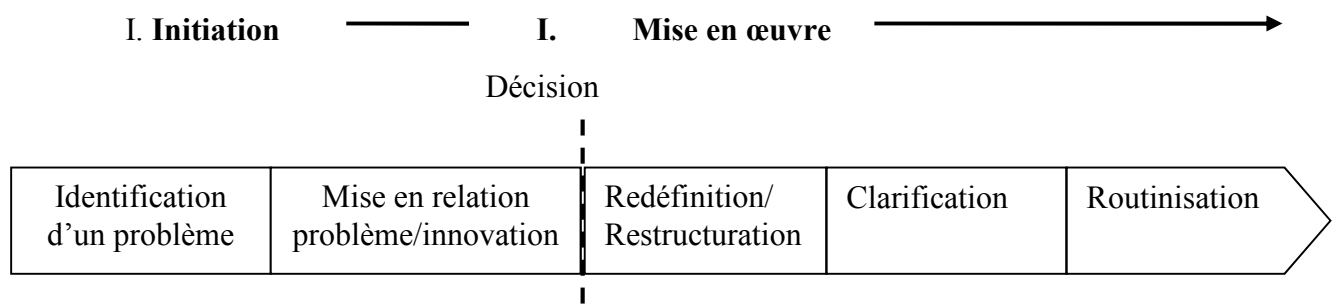 I. Initiation I. Mise en œuvre
Décision
Identification
d’un problème
Mise en relation
problème/innovation
Redéfinition/
Restructuration
Clarification
Routinisation